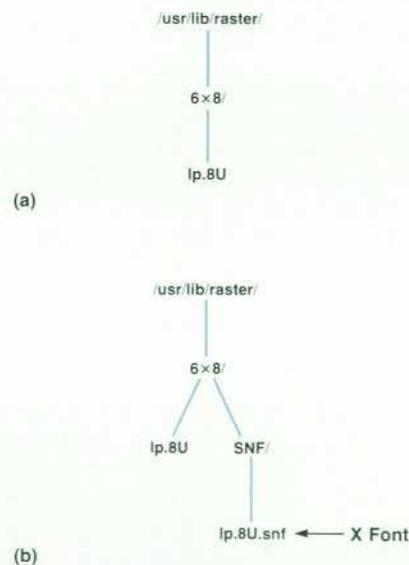 /usr/lib/raster/
6×8/
lp.8U
(a)
/usr/lib/raster/
6×8/
lp.8U SNF/
lp.8U.snf X Font
(b)